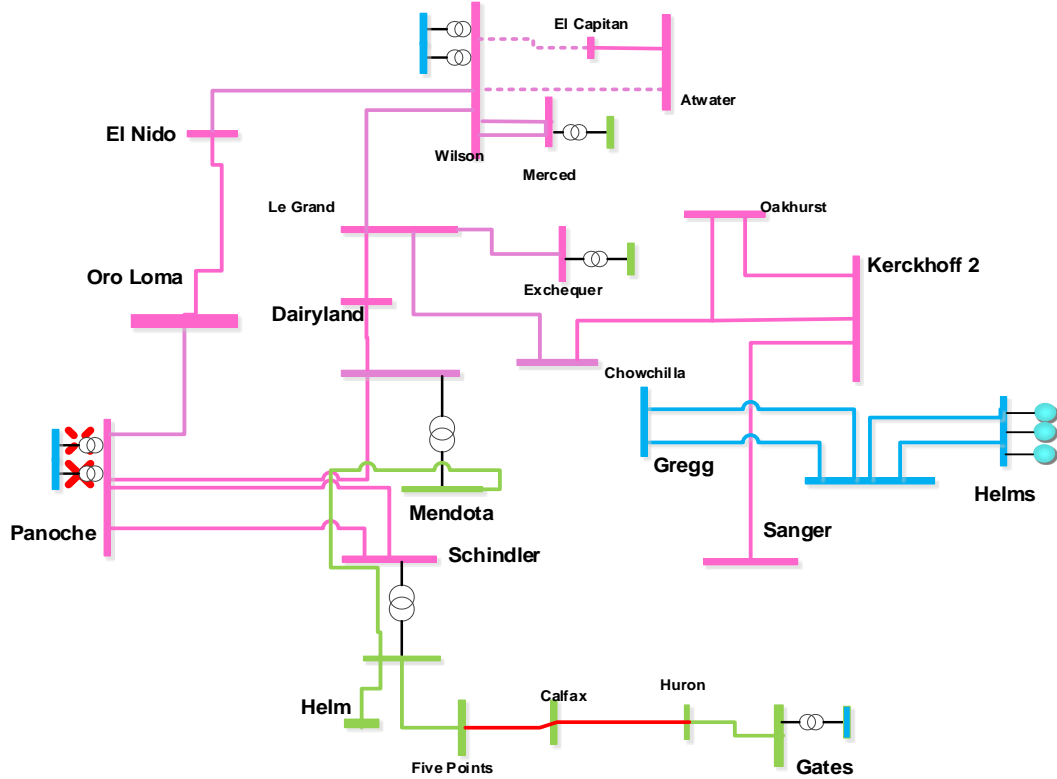 El Capitan
Atwater
El Nido
Wilson
Merced
Le Grand
Oakhurst
Kerckhoff 2
Oro Loma
Exchequer
Dairyland
Chowchilla
Gregg
Helms
Mendota
Panoche
Sanger
Schindler
Calfax
Huron
Helm
Five Points
Gates